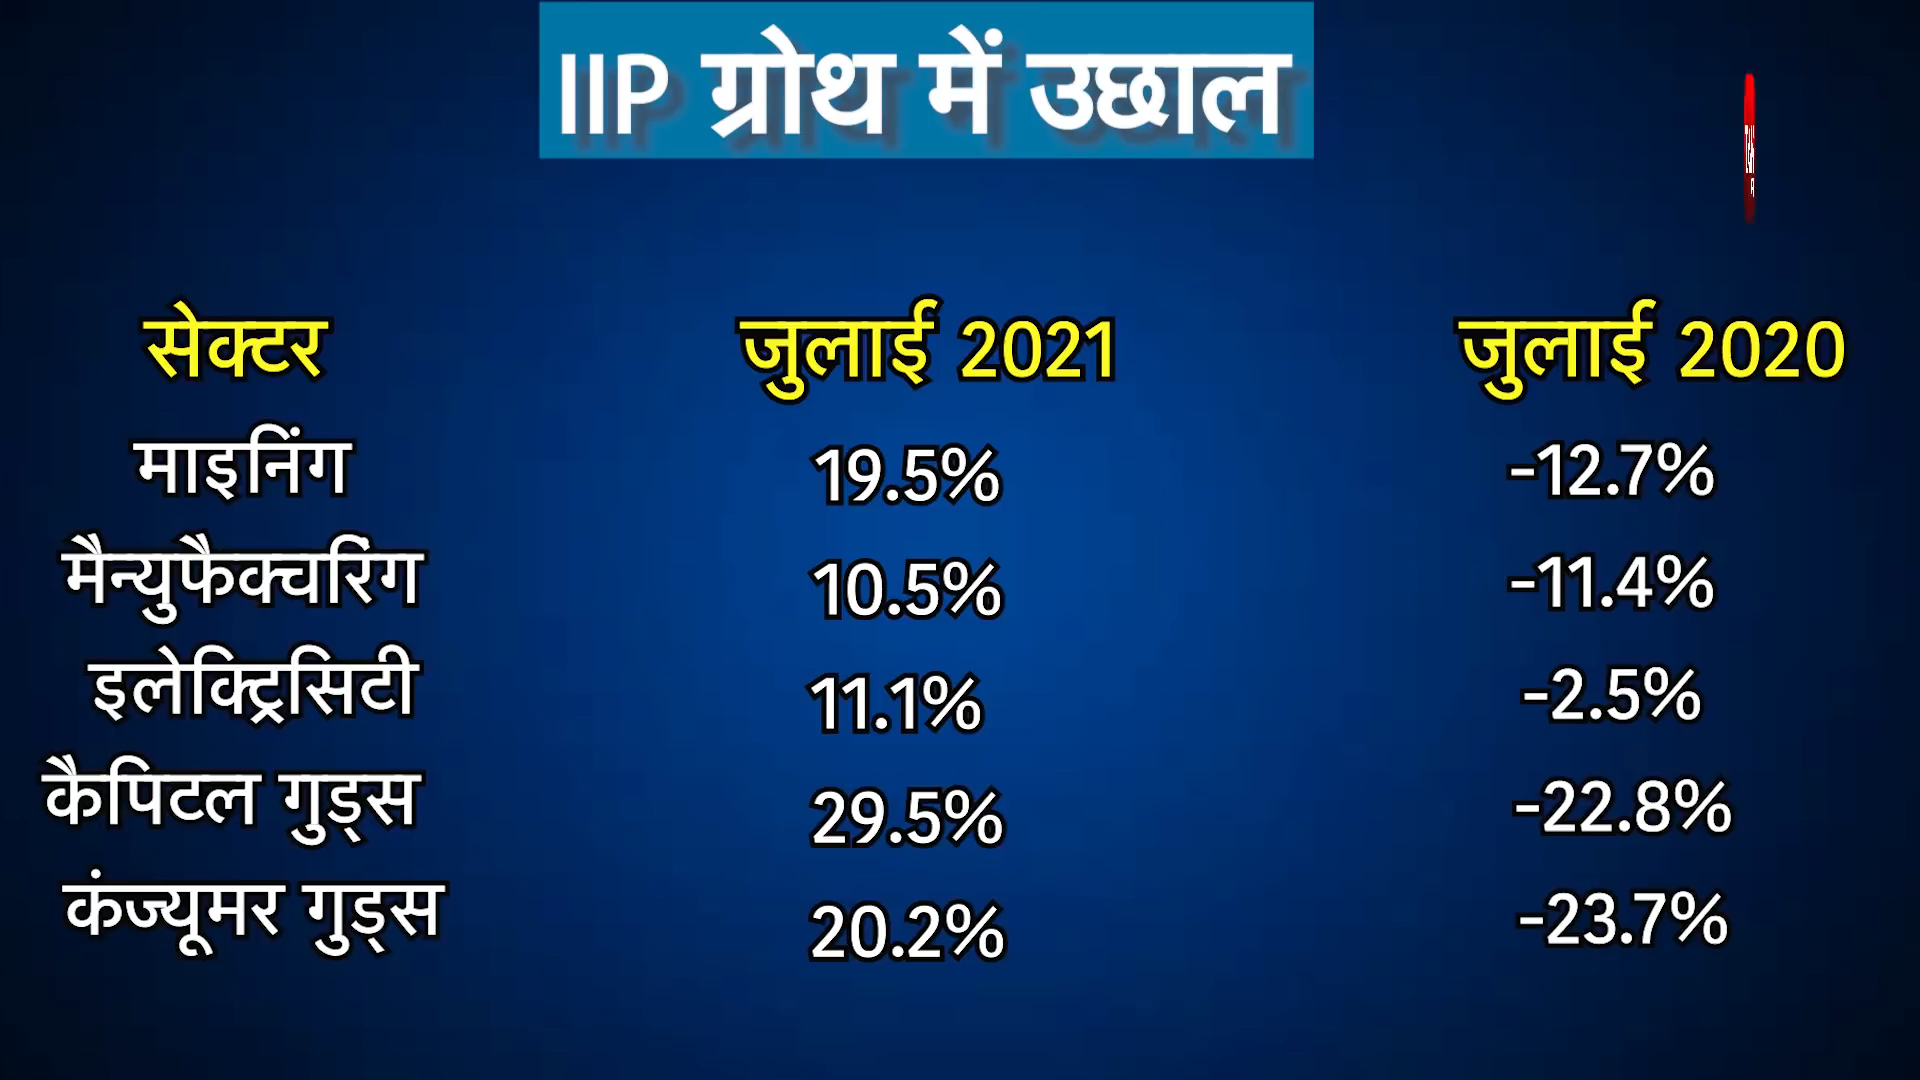 IIP ग्रोथ में उछाल
सेक्टर जुलाई 2021 जुलाई 2020
माइनिंग 19.5% -12.7%
मैन्युफैक्चरिंग 10.5% -11.4%
इलेक्ट्रिसिटी 11.1% -2.5%
कैपिटल गुड्स 29.5% -22.8%
कंज्यूमर गुड्स 20.2% -23.7%